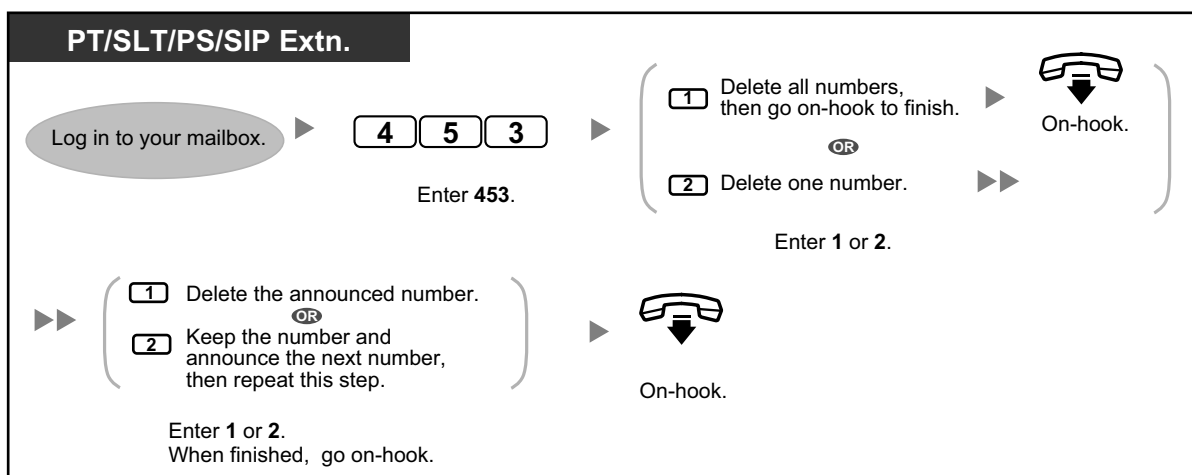 PT/SLT/PS/SIP Extn.
Log in to your mailbox.
4 5 3
Enter 453.
1 Delete all numbers,
then go on-hook to finish.
OR
2 Delete one number.
Enter 1 or 2.
On-hook.
1 Delete the announced number.
OR
2 Keep the number and
announce the next number,
then repeat this step.
Enter 1 or 2.
When finished, go on-hook.
On-hook.